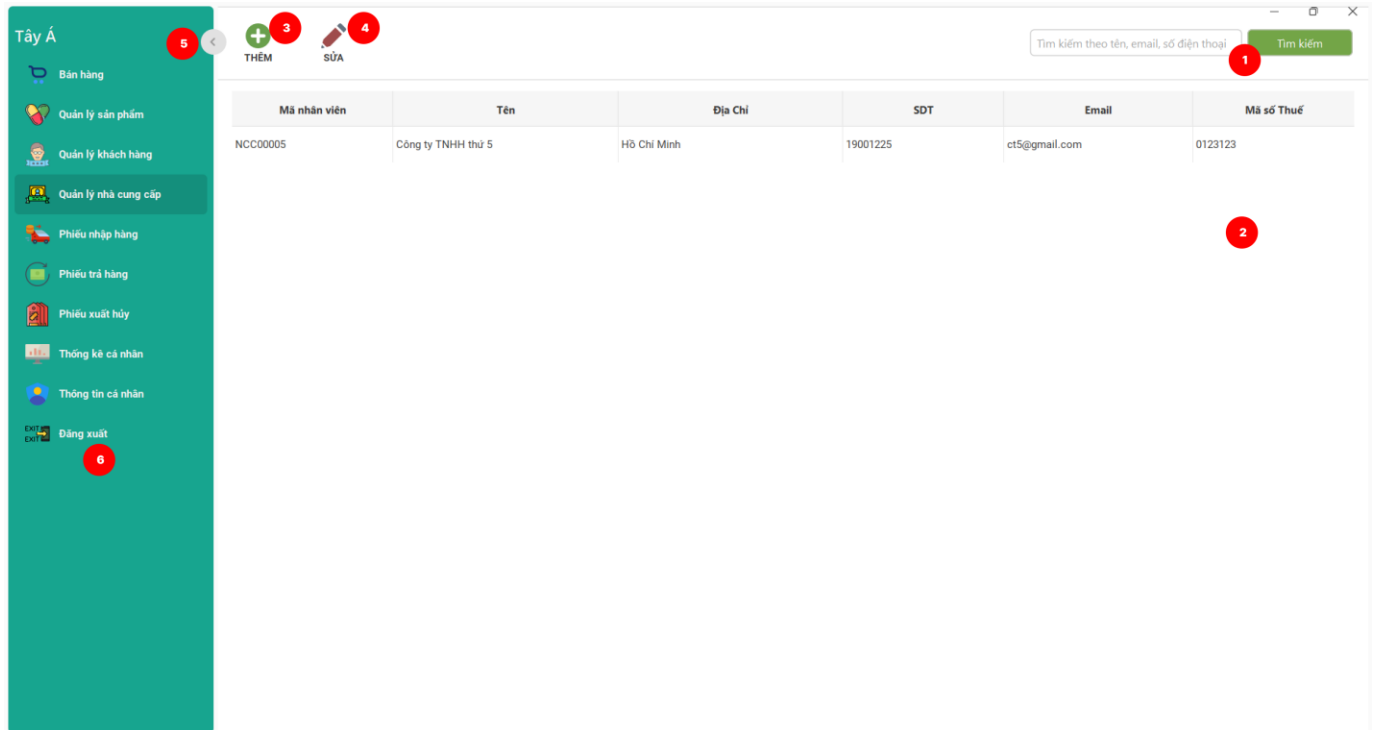 Tây Á
5
Bán hàng
Quản lý sản phẩm
Quản lý khách hàng
Quản lý nhà cung cấp
Phiếu nhập hàng
Phiếu trả hàng
Phiếu xuất hủy
Thống kê cá nhân
Thông tin cá nhân
EXIT
EXIT
Đăng xuất
6
3
4
THÊM
SỬA
Tìm kiếm theo tên, email, số điện thoại
Tìm kiếm
1
Mã nhân viên Tên Địa Chỉ SDT Email Mã số Thuế
NCC00005 Công ty TNHH thứ 5 Hồ Chí Minh 19001225 ct5@gmail.com 0123123
2